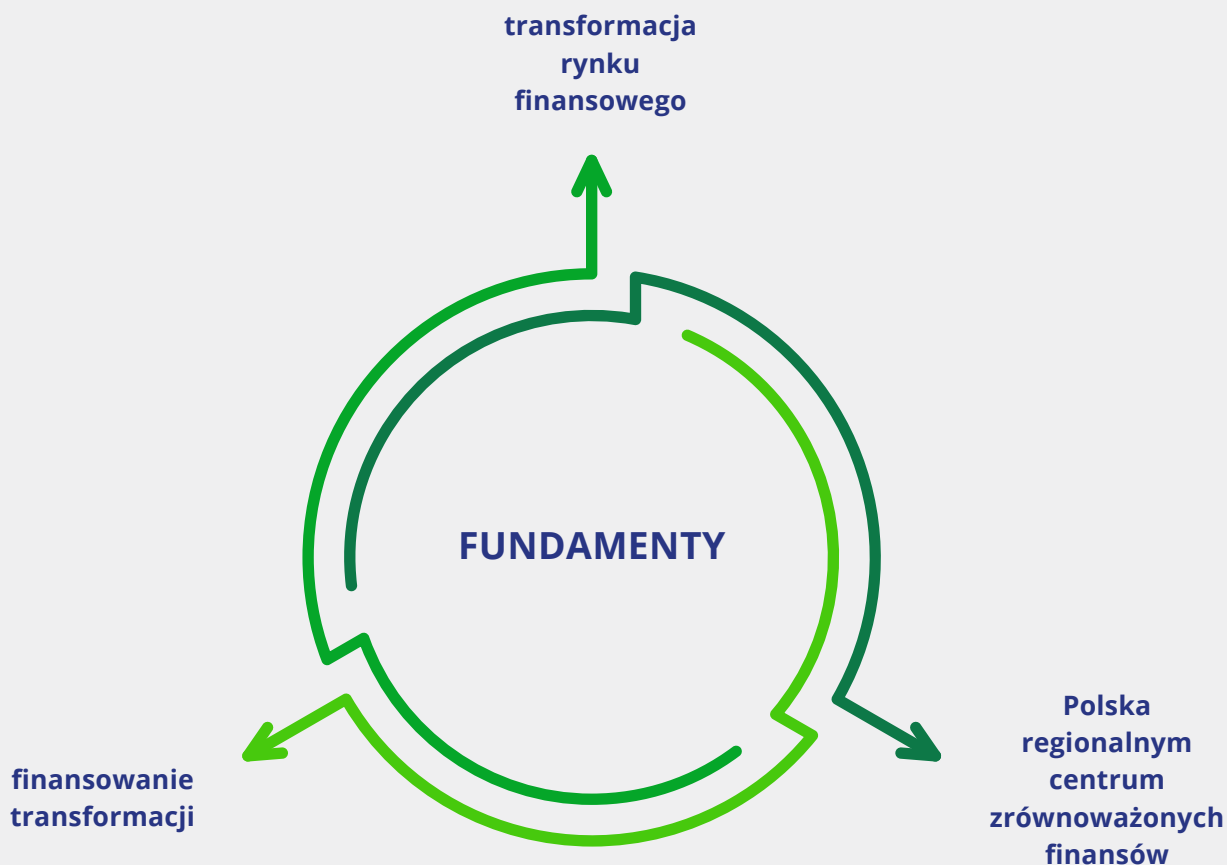 transformacja
rynku
finansowego
FUNDAMENTY
finansowanie
transformacji
Polska
regionalnym
centrum
zrównoważonych
finansów